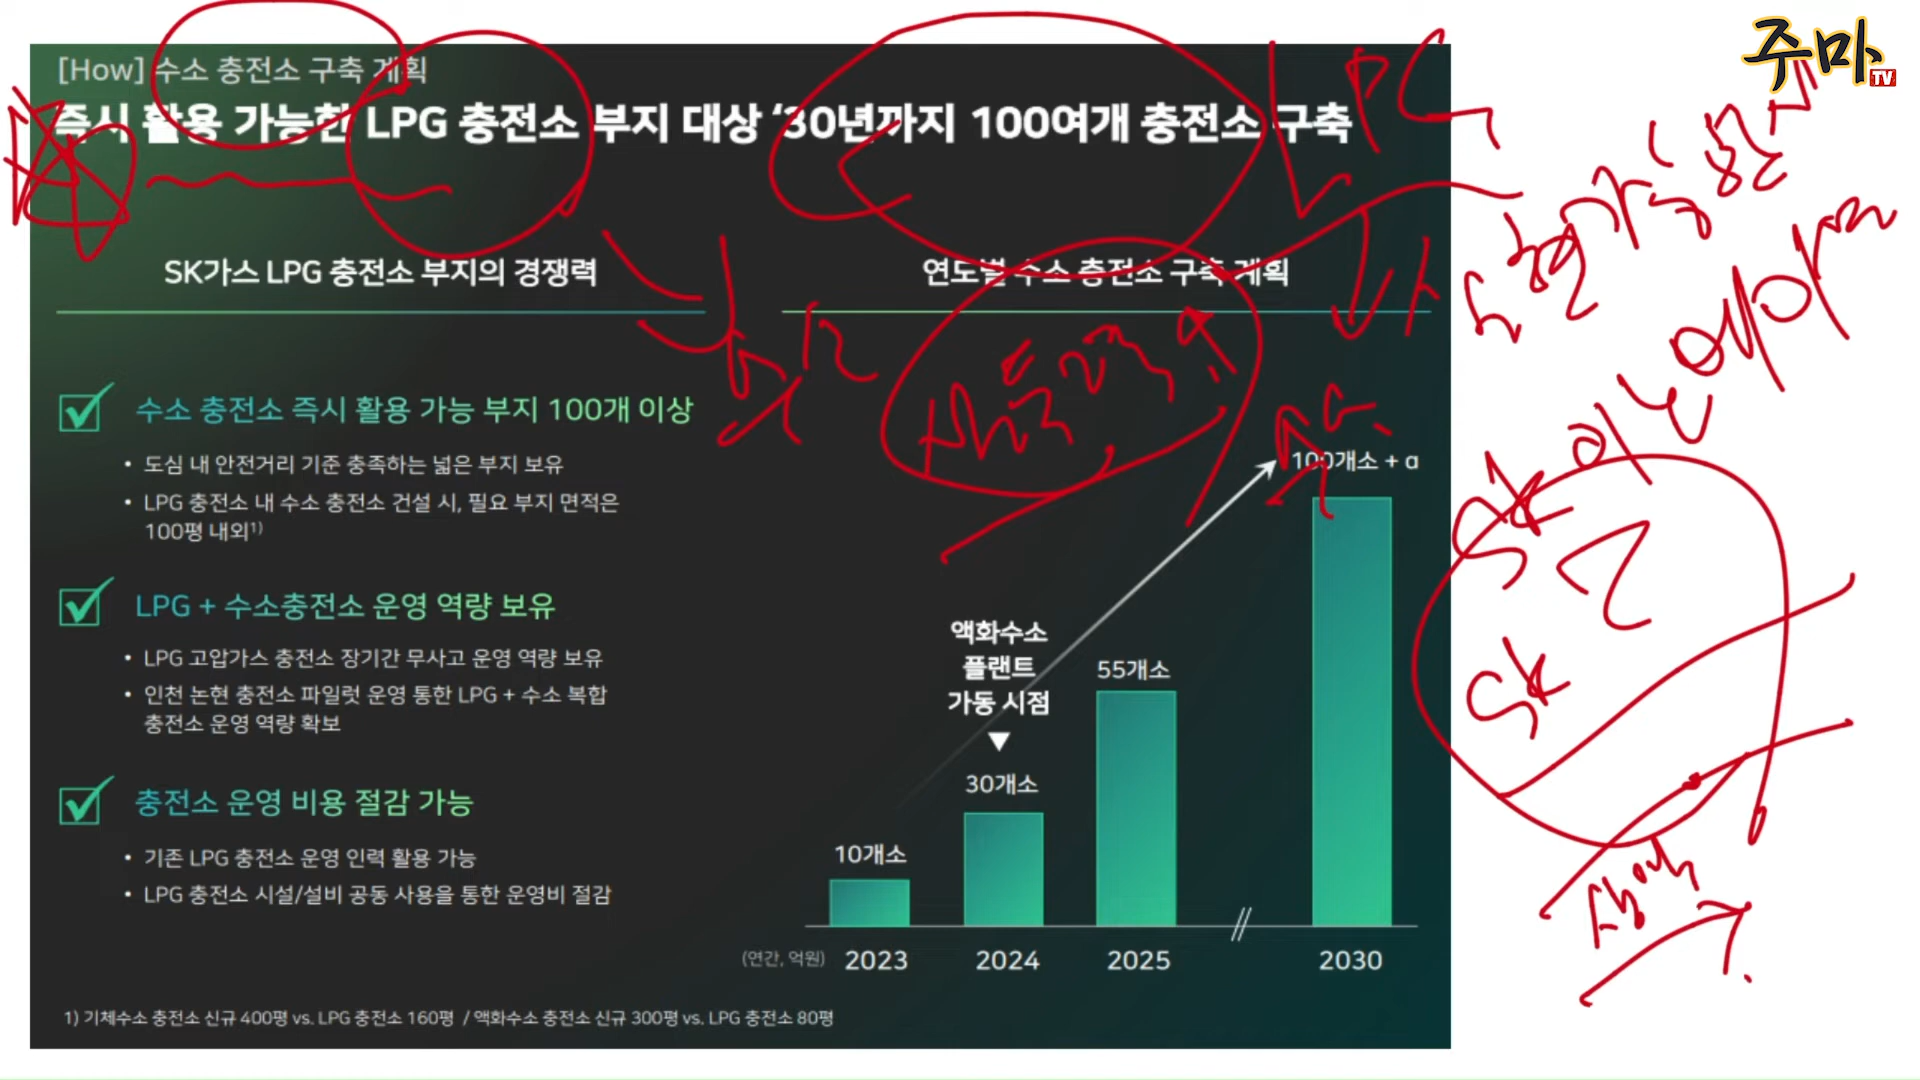 주마TV
[How] 수소 충전소 구축 계획
즉시 활용 가능한 LPG 충전소 부지 대상 ‘30년까지 100여개 충전소 구축
SK가스 LPG 충전소 부지의 경쟁력
수소 충전소 즉시 활용 가능 부지 100개 이상
• 도심 내 안전거리 기준 충족하는 넓은 부지 보유
• LPG 충전소 내 수소 충전소 건설 시, 필요 부지 면적은
100평 내외1)
LPG + 수소충전소 운영 역량 보유
• LPG 고압가스 충전소 장기간 무사고 운영 역량 보유
• 인천 논현 충전소 파일럿 운영 통한 LPG + 수소 복합
충전소 운영 역량 확보
충전소 운영 비용 절감 가능
• 기존 LPG 충전소 운영 인력 활용 가능
• LPG 충전소 시설/설비 공동 사용을 통한 운영비 절감
연도별 수소 충전소 구축 계획
100개소 + α
55개소
액화수소
플랜트
가동 시점
▼
30개소
10개소
(연간, 억원) 2023 2024 2025 2030
1) 기체수소 충전소 신규 400평 vs. LPG 충전소 160평 / 액화수소 충전소 신규 300평 vs. LPG 충전소 80평
LPG
SK
SK